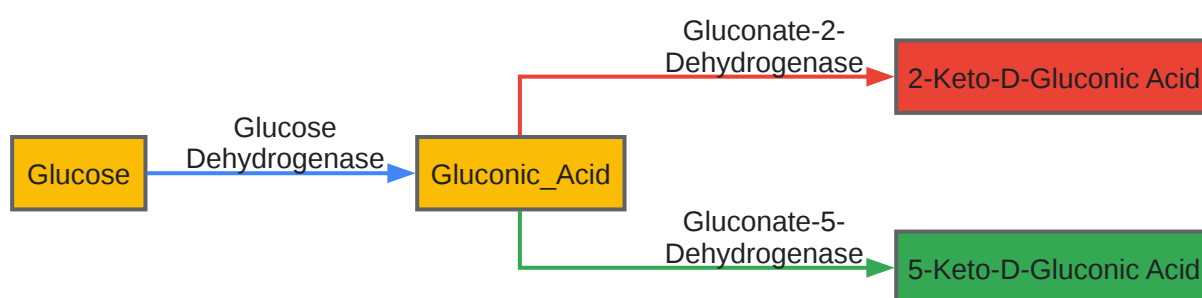 Gluconate-2-
Dehydrogenase
2-Keto-D-Gluconic Acid
Glucose
Dehydrogenase
Glucose
Gluconic_Acid
Gluconate-5-
Dehydrogenase
5-Keto-D-Gluconic Acid